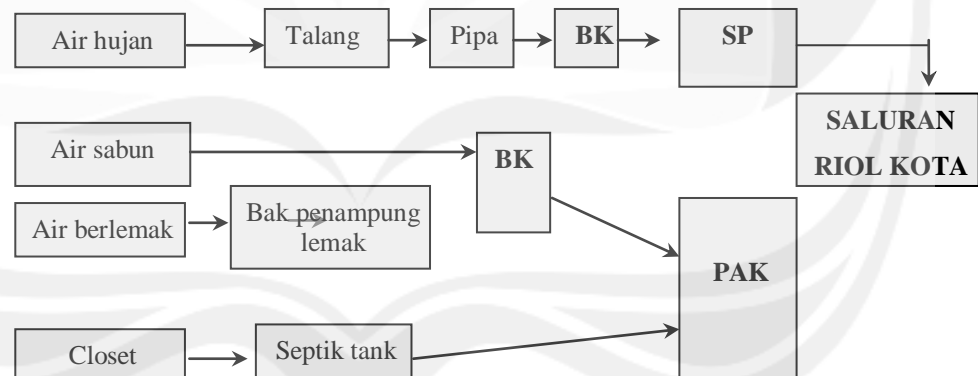 Air hujan
Talang
Pipa
BK
SP
SALURAN
RIOL KOTA
Air sabun
BK
Air berlemak
Bak penampung
lemak
PAK
Closet
Septik tank